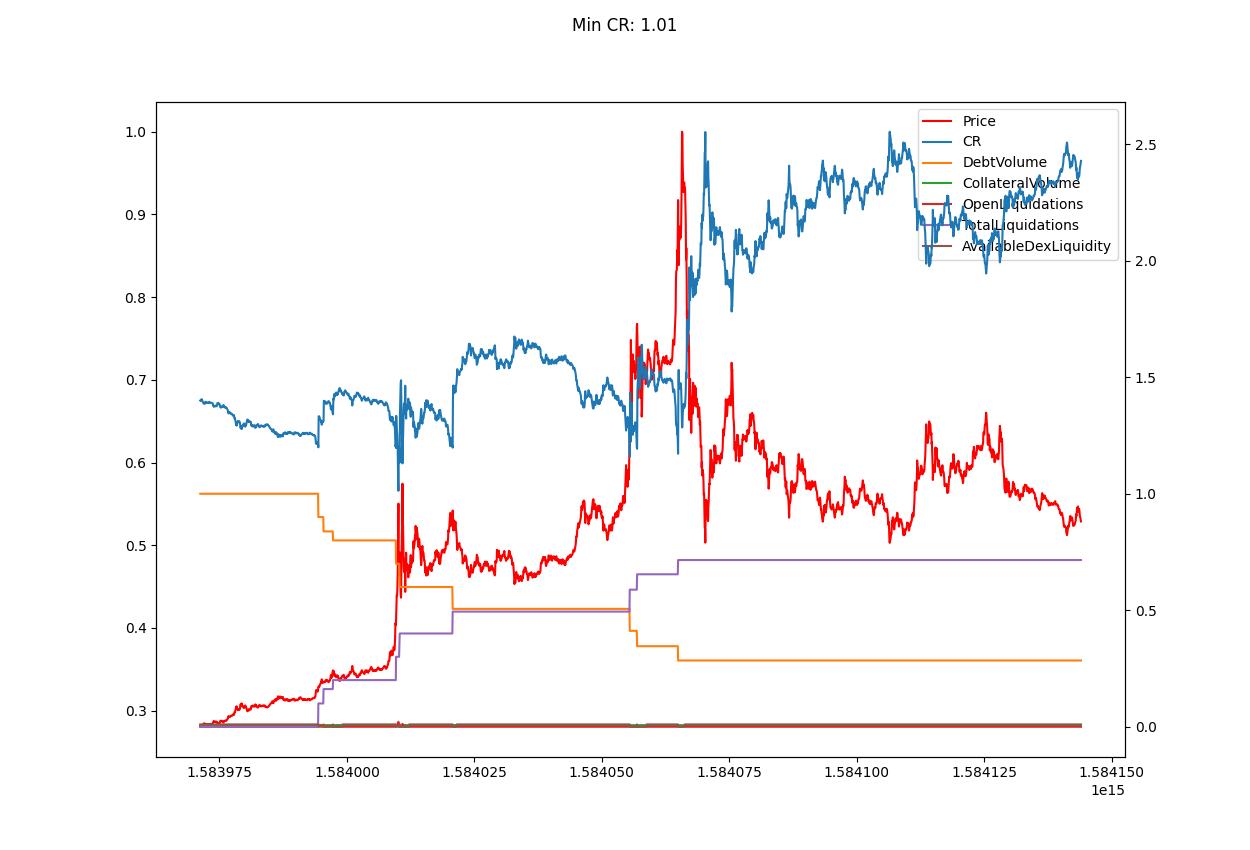 Min CR: 1.01
1.0
0.9
0.8
0.7
0.6
0.5
0.4
0.3
2.5
2.0
1.5
1.0
0.5
0.0
Price
CR
DebtVolume
CollateralVolume
OpenLiquidations
TotalLiquidations
AvailableDexLiquidity
1.583975 1.584000 1.584025 1.584050 1.584075 1.584100 1.584125 1.584150
1e15